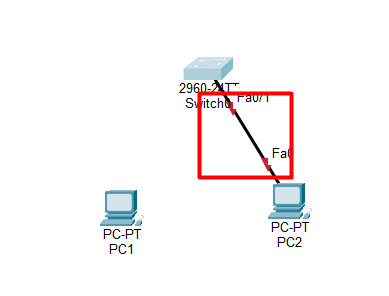 2960-24TT
Switch0
Fa0/1
Fa0
PC-PT
PC1
PC-PT
PC2